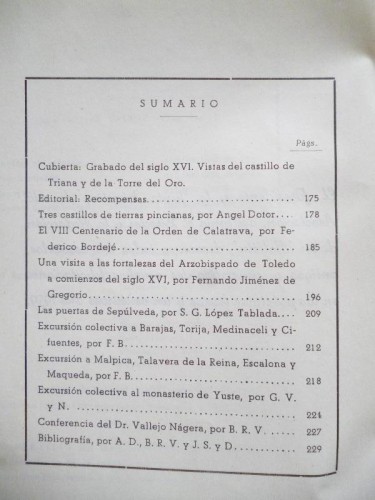 SUMARIO
Págs.
Cubierta: Grabado del siglo XVI. Vistas del castillo de
Triana y de la Torre del Oro.
Editorial: Recompensas.... 175
Tres castillos de tierras pincianas, por Angel Dotor.... 178
El VIII Centenario de la Orden de Calatrava, por Fe-
derico Bordejé.... 185
Una visita a las fortalezas del Arzobispado de Toledo
a comienzos del siglo XVI, por Fernando Jiménez de
Gregorio.... 196
Las puertas de Sepúlveda, por S. G. López Tablada.... 209
Excursión colectiva a Barajas, Torija, Medinaceli y Ci-
fuentes, por F. B.... 212
Excursión a Malpica, Talavera de la Reina, Escalona y
Maqueda, por F. B.... 218
Excursión colectiva al monasterio de Yuste, por G. V.
y N.... 224
Conferencia del Dr. Vallejo Nágera, por B. R. V.... 227
Bibliografía, por A. D., B. R. V. y J. S. y D.... 229